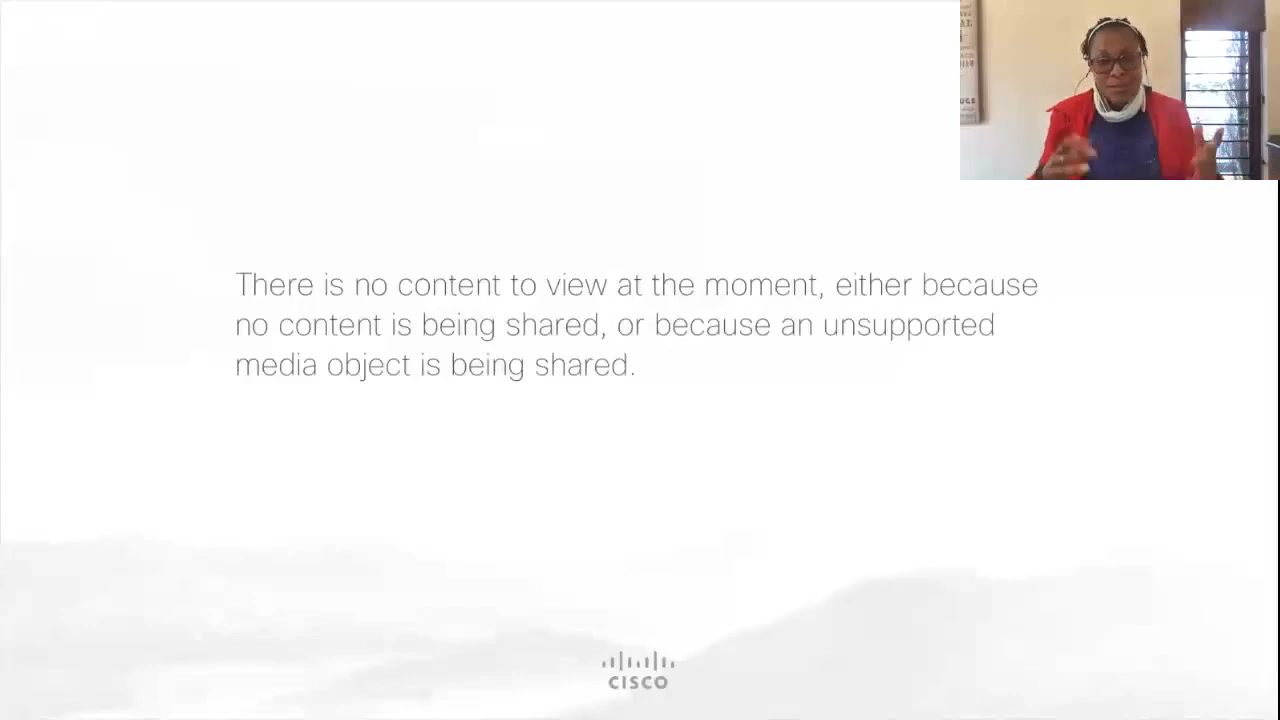 There is no content to view at the moment, either because
no content is being shared, or because an unsupported
media object is being shared.
CISCO